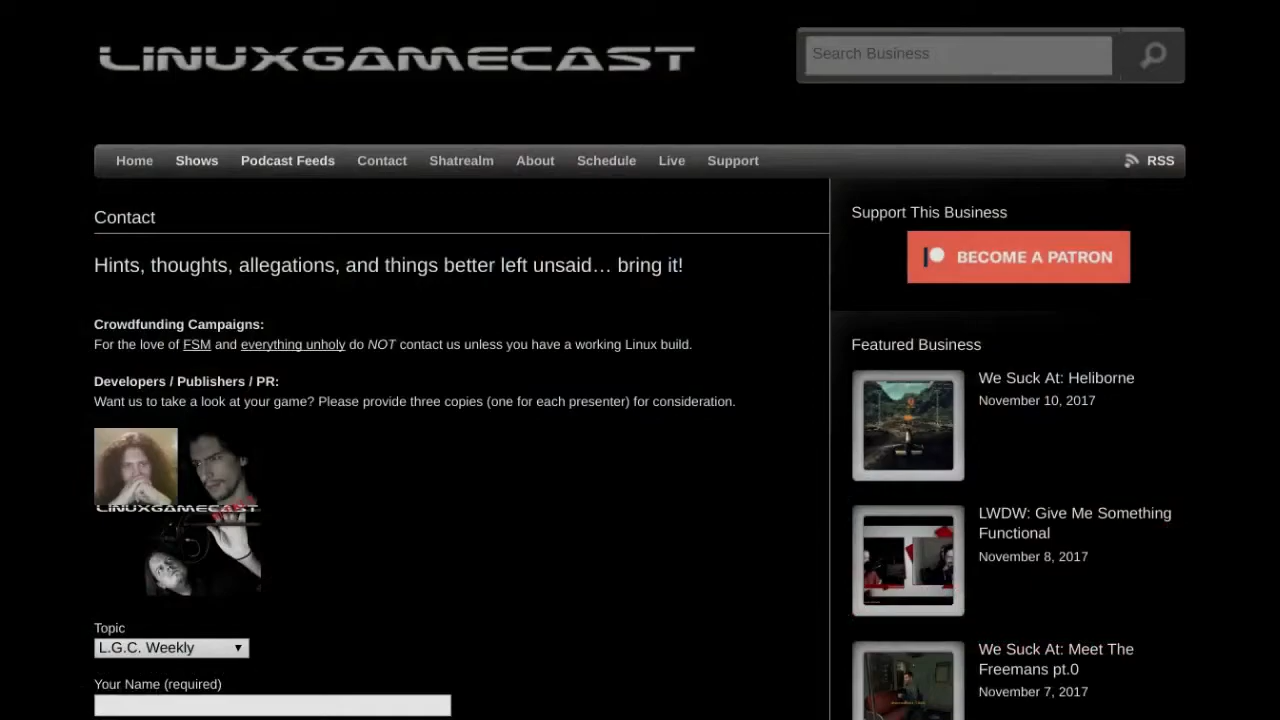 LINUXGAMECAST
Search Business
Home Shows Podcast Feeds Contact Shatrealm About Schedule Live Support RSS
Contact
Hints, thoughts, allegations, and things better left unsaid… bring it!
Crowdfunding Campaigns:
For the love of FSM and everything unholy do NOT contact us unless you have a working Linux build.
Developers / Publishers / PR:
Want us to take a look at your game? Please provide three copies (one for each presenter) for consideration.
LINUXGAMECAST
Topic
L.G.C. Weekly
Your Name (required)
Support This Business
BECOME A PATRON
Featured Business
We Suck At: Heliborne
November 10, 2017
LWDW: Give Me Something
Functional
November 8, 2017
We Suck At: Meet The
Freemans pt.0
November 7, 2017